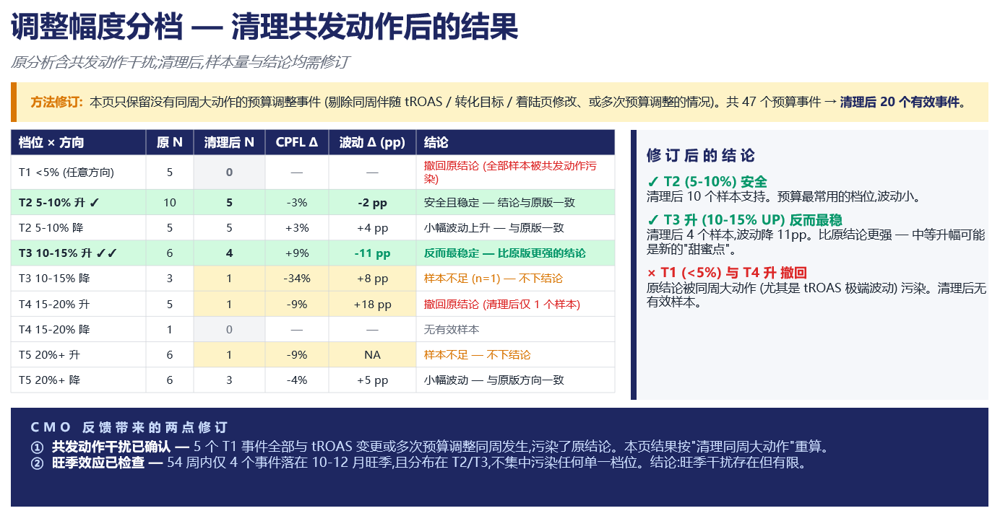 调整幅度分档 — 清理共发动作后的结果
原分析含共发动作干扰;清理后,样本量与结论均需修订
方法修订: 本页只保留没有同周大动作的预算调整事件 (剔除同周伴随 tROAS / 转化目标 / 着陆页修改、或多次预算调整的情况)。共 47 个预算事件 → 清理后 20 个有效事件。
档位 × 方向 原 N 清理后 N CPFL Δ 波动 Δ (pp) 结论
T1 <5% (任意方向) 5 0 — — 撤回原结论 (全部样本被共发动作污
染)
T2 5-10% 升 ✓ 10 5 -3% -2 pp 安全且稳定 — 结论与原版一致
T2 5-10% 降 5 5 +3% +4 pp 小幅波动上升 — 与原版一致
T3 10-15% 升 ✓✓ 6 4 +9% -11 pp 反而最稳定 — 比原版更强的结论
T3 10-15% 降 3 1 -34% +8 pp 样本不足 (n=1) — 不下结论
T4 15-20% 升 5 1 -9% +18 pp 撤回原结论 (清理后仅 1 个样本)
T4 15-20% 降 1 0 — — 无有效样本
T5 20%+ 升 6 1 -9% NA 样本不足 — 不下结论
T5 20%+ 降 6 3 -4% +5 pp 小幅波动 — 与原版方向一致
修订后的结论
✓ T2 (5-10%) 安全
清理后 10 个样本支持。预算最常用的档位,波动小。
✓ T3 升 (10-15% UP) 反而最稳
清理后 4 个样本,波动降 11pp。比原结论更强 — 中等升幅可能
是新的"甜蜜点"。
× T1 (<5%) 与 T4 升 撤回
原结论被同周大动作 (尤其是 tROAS 极端波动) 污染。清理后无
有效样本。
CMO 反馈带来的两点修订
① 共发动作干扰已确认 — 5 个 T1 事件全部与 tROAS 变更或多次预算调整同周发生,污染了原结论。本页结果按"清理同周大动作"重算。
② 旺季效应已检查 — 54 周内仅 4 个事件落在 10-12 月旺季,且分布在 T2/T3,不集中污染任何单一档位。结论:旺季干扰存在但有限。